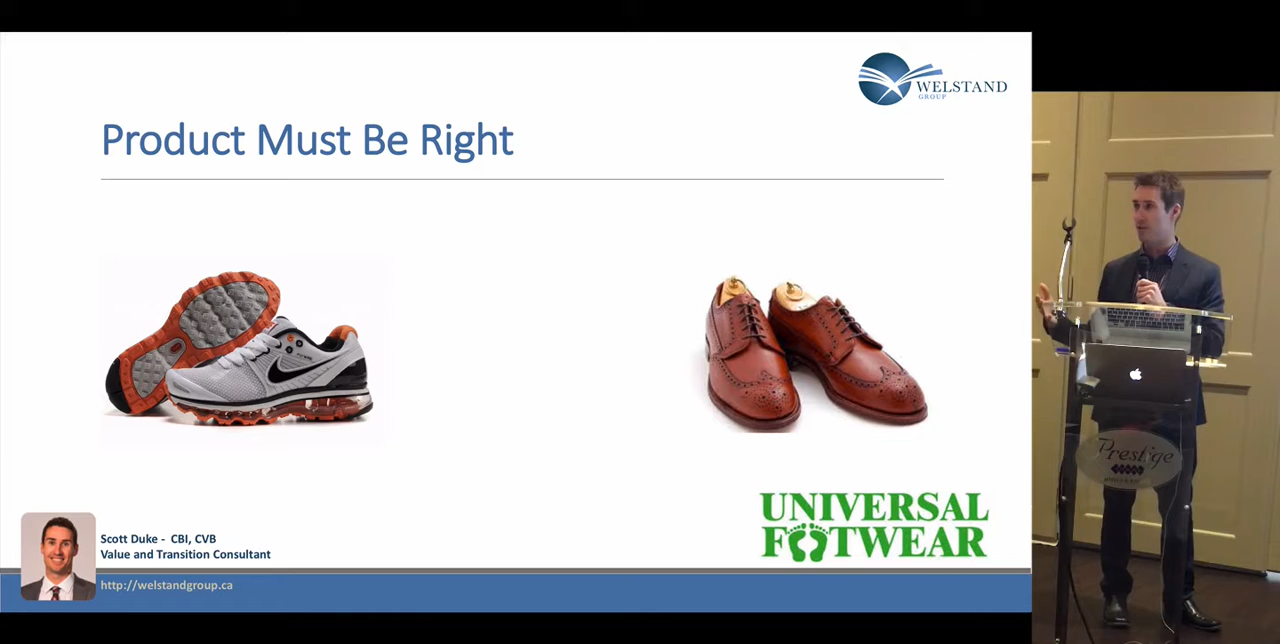 WELSTAND
GROUP
Product Must Be Right
UNIVERSAL
FOOTWEAR
Scott Duke - CBI, CVB
Value and Transition Consultant
http://welstandgroup.ca
Prestige